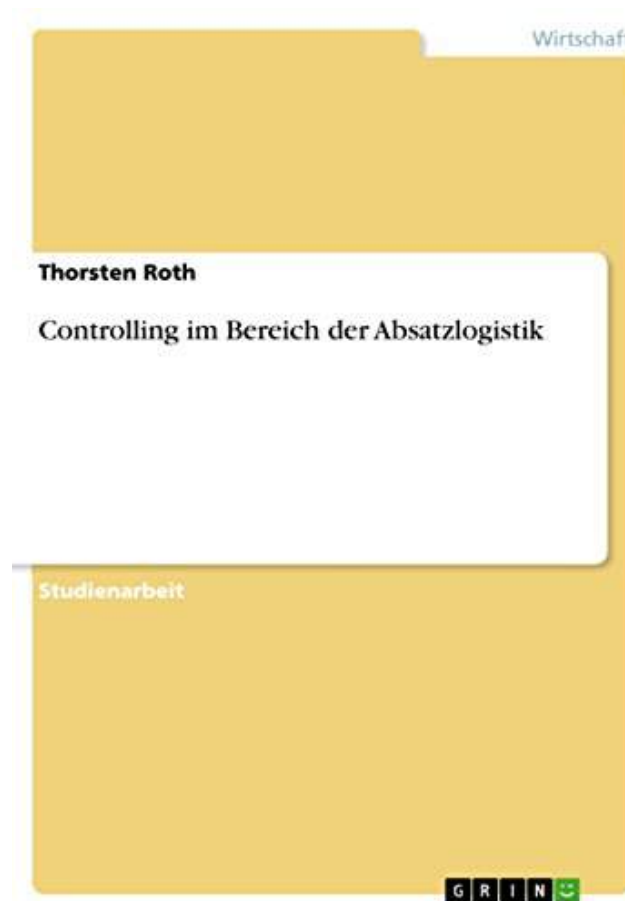 Wirtschaf
Thorsten Roth
Controlling im Bereich der Absatzlogistik
Studienarbeit
GRIN